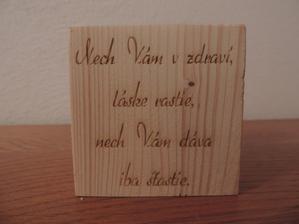 Nech Vám v zdraví,
láske rastie,
nech Vám dáva
iba šťastie.